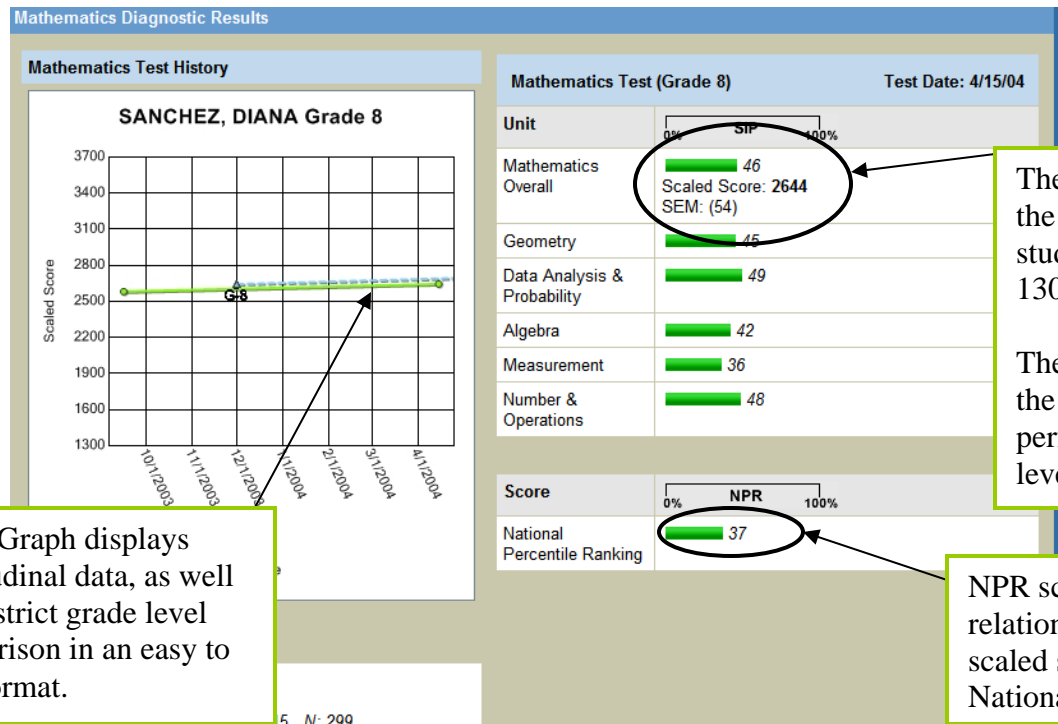 Mathematics Diagnostic Results
Mathematics Test History
SANCHEZ, DIANA Grade 8
3700
3400
3100
2800
2500
2200
1900
1600
1300
Scaled Score
G-8
10/1/2003
11/1/2003
12/1/2003
1/1/2004
2/1/2004
3/1/2004
4/1/2004
Mathematics Test (Grade 8) Test Date: 4/15/04
Unit 0% SIP 100%
Mathematics
Overall
46
Scaled Score: 2644
SEM: (54)
Geometry 45
Data Analysis &
Probability
49
Algebra 42
Measurement 36
Number &
Operations
48
Score 0% NPR 100%
National
Percentile Ranking
37
Graph displays
udinal data, as well
strict grade level
rison in an easy to
ormat.
The
the
stud
130
The
the
per
leve
NPR sc
relation
scaled s
Nationa
5 N: 299